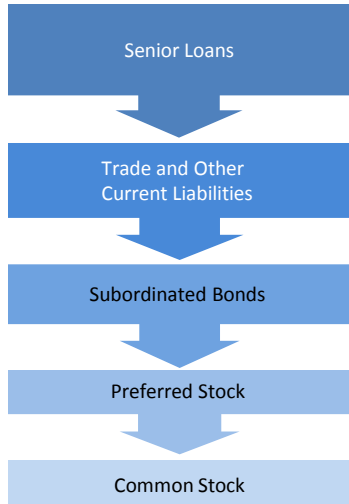 Senior Loans
Trade and Other
Current Liabilities
Subordinated Bonds
Preferred Stock
Common Stock